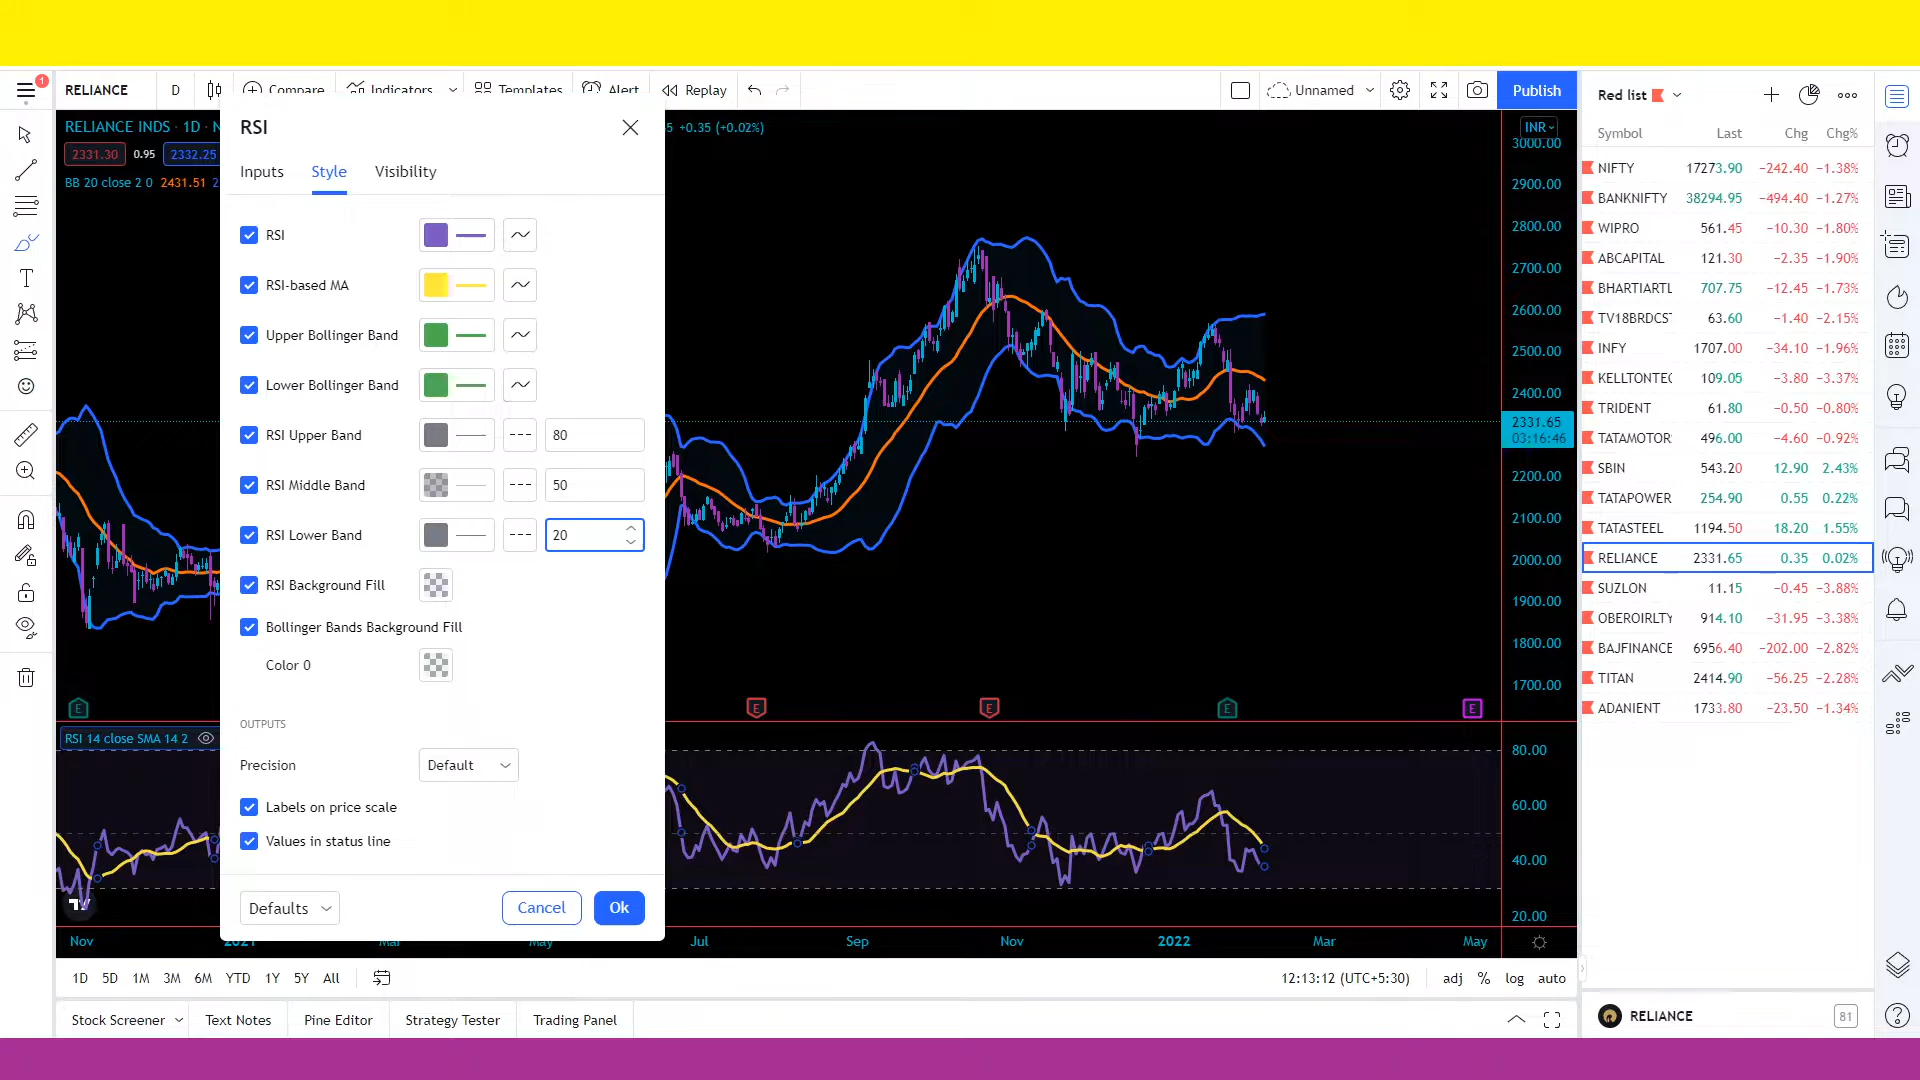 1
RELIANCE
D
Compare
Indicators
Templates
Alert
Replay
Unnamed
Publish
RELIANCE INDS · 1D · N
5 +0.35 (+0.02%)
2331.30 0.95 2332.25
BB 20 close 2 0 2431.51 2
RSI
Inputs Style Visibility
RSI
RSI-based MA
Upper Bollinger Band
Lower Bollinger Band
RSI Upper Band 80
RSI Middle Band 50
RSI Lower Band 20
RSI Background Fill
Bollinger Bands Background Fill
Color 0
OUTPUTS
Precision Default
Labels on price scale
Values in status line
Defaults Cancel Ok
INR
3000.00
2900.00
2800.00
2700.00
2600.00
2500.00
2400.00
2331.65
03:16:46
2200.00
2100.00
2000.00
1900.00
1800.00
1700.00
E E E E E
RSI 14 close SMA 14 2
80.00
60.00
40.00
20.00
Nov 2021 Mar May Jul Sep Nov 2022 Mar May
1D 5D 1M 3M 6M YTD 1Y 5Y All
12:13:12 (UTC+5:30) adj % log auto
Stock Screener Text Notes Pine Editor Strategy Tester Trading Panel
Red list
Symbol Last Chg Chg%
NIFTY 17273.90 −242.40 −1.38%
BANKNIFTY 38294.95 −494.40 −1.27%
WIPRO 561.45 −10.30 −1.80%
ABCAPITAL 121.30 −2.35 −1.90%
BHARTIARTL 707.75 −12.45 −1.73%
TV18BRDCST 63.60 −1.40 −2.15%
INFY 1707.00 −34.10 −1.96%
KELLTONTEC 109.05 −3.80 −3.37%
TRIDENT 61.80 −0.50 −0.80%
TATAMOTOR 496.00 −4.60 −0.92%
SBIN 543.20 12.90 2.43%
TATAPOWER 254.90 0.55 0.22%
TATASTEEL 1194.50 18.20 1.55%
RELIANCE 2331.65 0.35 0.02%
SUZLON 11.15 −0.45 −3.88%
OBEROIRLTY 914.10 −31.95 −3.38%
BAJFINANCE 6956.40 −202.00 −2.82%
TITAN 2414.90 −56.25 −2.28%
ADANIENT 1733.80 −23.50 −1.34%
RELIANCE 81